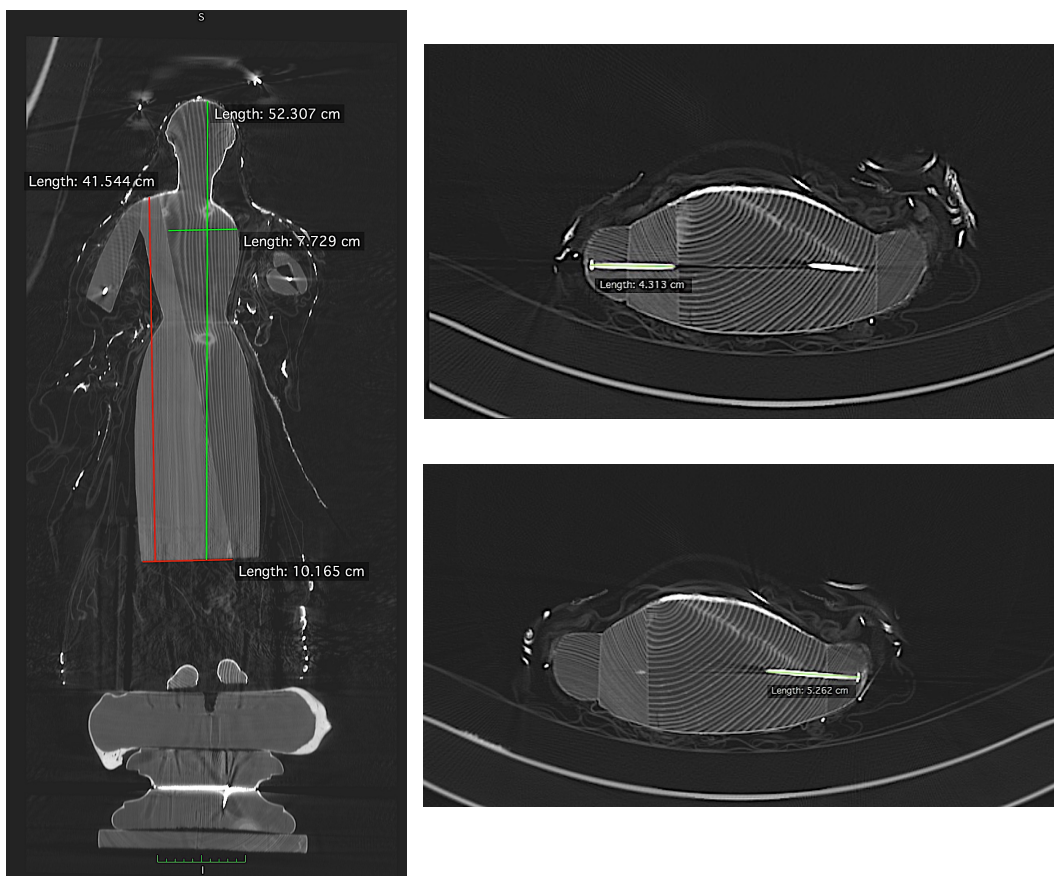 S
Length: 52.307 cm
Length: 41.544 cm
Length: 7.729 cm
Length: 10.165 cm
I
Length: 4.313 cm
Length: 5.262 cm